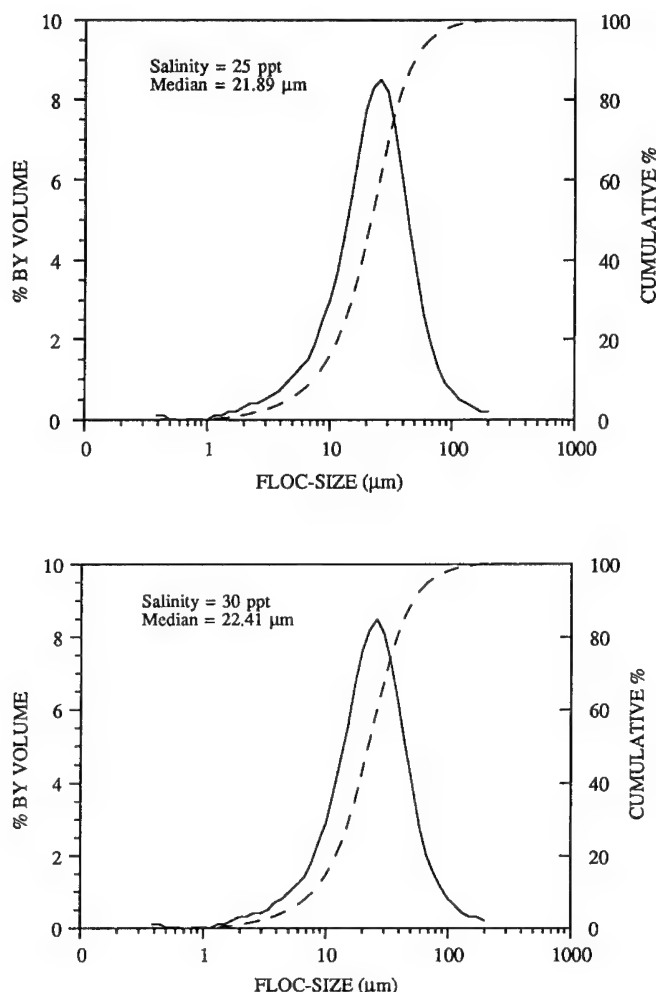 Salinity = 25 ppt
Median = 21.89 µm
10
8
6
4
2
0
% BY VOLUME
100
80
60
40
20
0
CUMULATIVE %
0 1 10 100 1000
FLOC-SIZE (µm)
Salinity = 30 ppt
Median = 22.41 µm
10
8
6
4
2
0
% BY VOLUME
100
80
60
40
20
0
CUMULATIVE %
0 1 10 100 1000
FLOC-SIZE (µm)